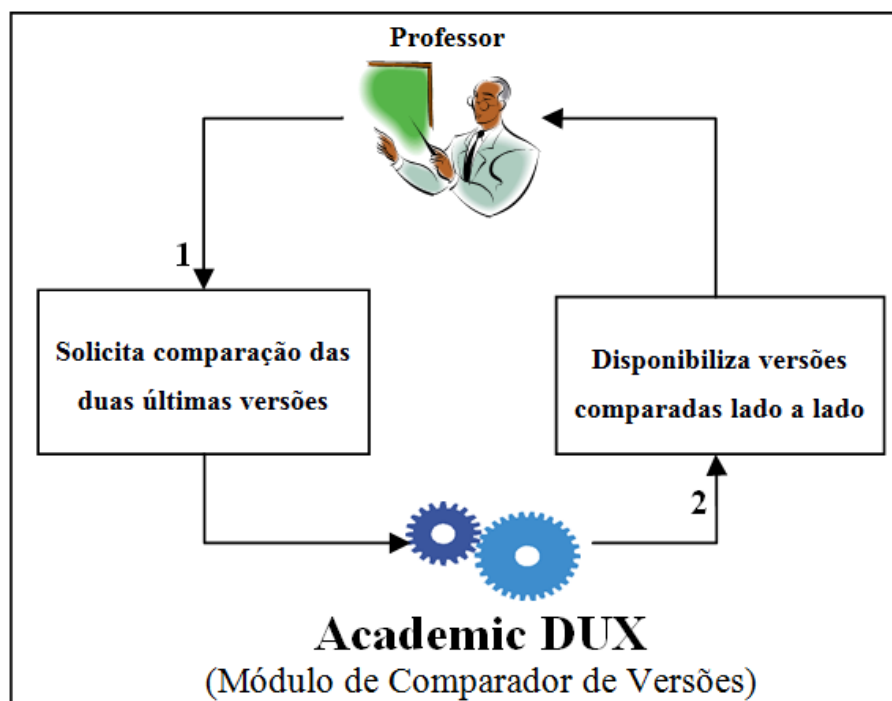 Professor
1
Solicita comparação das
duas últimas versões
Disponibiliza versões
comparadas lado a lado
2
Academic DUX
(Módulo de Comparador de Versões)